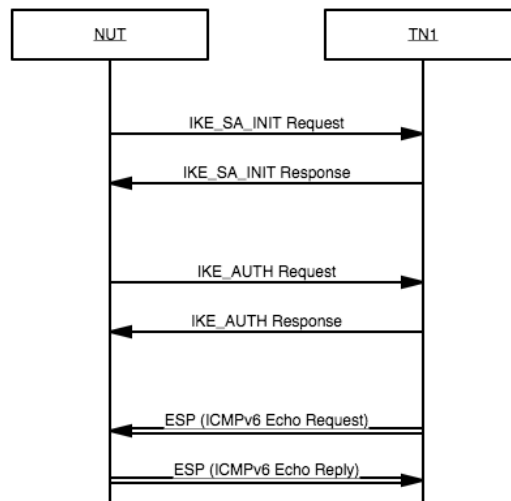 NUT
TN1
IKE_SA_INIT Request
IKE_SA_INIT Response
IKE_AUTH Request
IKE_AUTH Response
ESP (ICMPv6 Echo Request)
ESP (ICMPv6 Echo Reply)